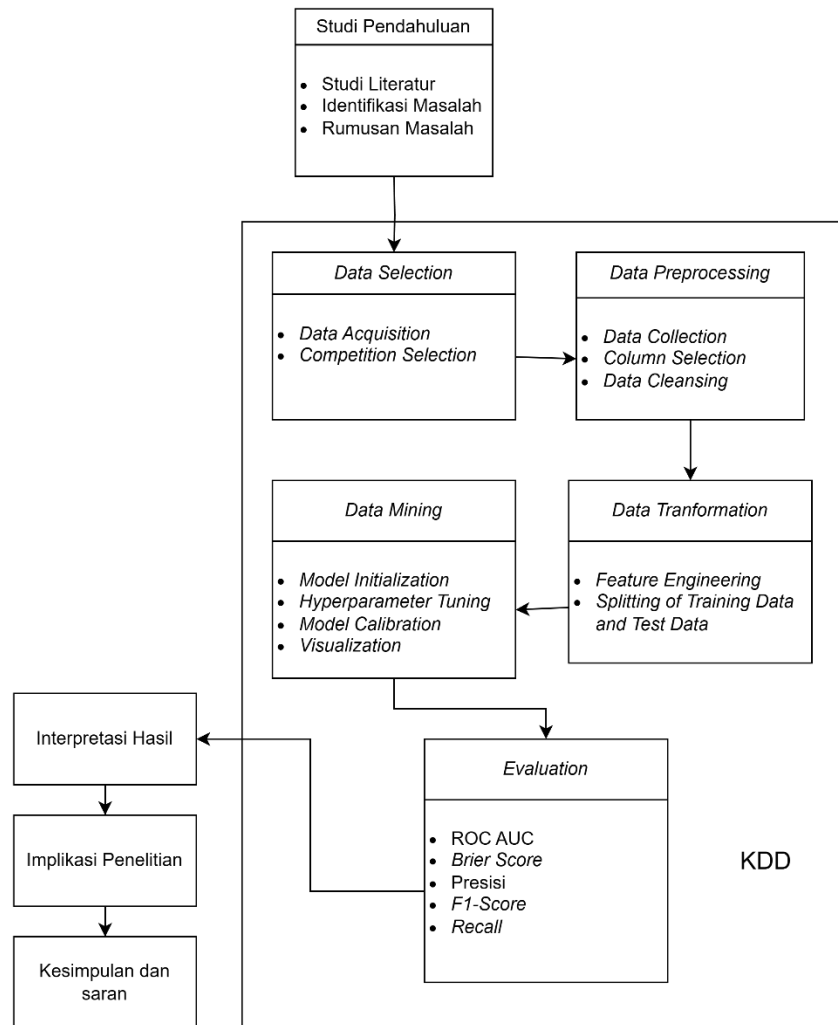 Studi Pendahuluan
• Studi Literatur
• Identifikasi Masalah
• Rumusan Masalah
Data Selection
• Data Acquisition
• Competition Selection
Data Preprocessing
• Data Collection
• Column Selection
• Data Cleansing
Data Tranformation
• Feature Engineering
• Splitting of Training Data
and Test Data
Data Mining
• Model Initialization
• Hyperparameter Tuning
• Model Calibration
• Visualization
Evaluation
• ROC AUC
• Brier Score
• Presisi
• F1-Score
• Recall
KDD
Interpretasi Hasil
Implikasi Penelitian
Kesimpulan dan
saran